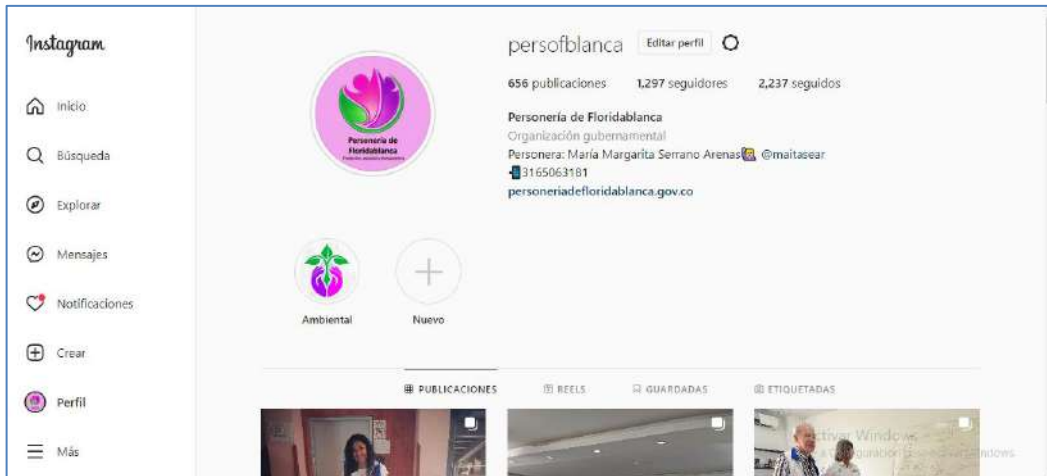 Instagram
Inicio
Búsqueda
Explorar
Mensajes
Notificaciones
Crear
Perfil
Más
persofblanca Editar perfil
656 publicaciones 1,297 seguidores 2,237 seguidos
Personería de Floridablanca
Organización gubernamental
Personera: María Margarita Serrano Arenas🙋 @maitasear
📲3165063181
personeriadefloridablanca.gov.co
Personería de
Floridablanca
Ambiental Nuevo
PUBLICACIONES REELS GUARDADAS ETIQUETADAS
Activar Windows